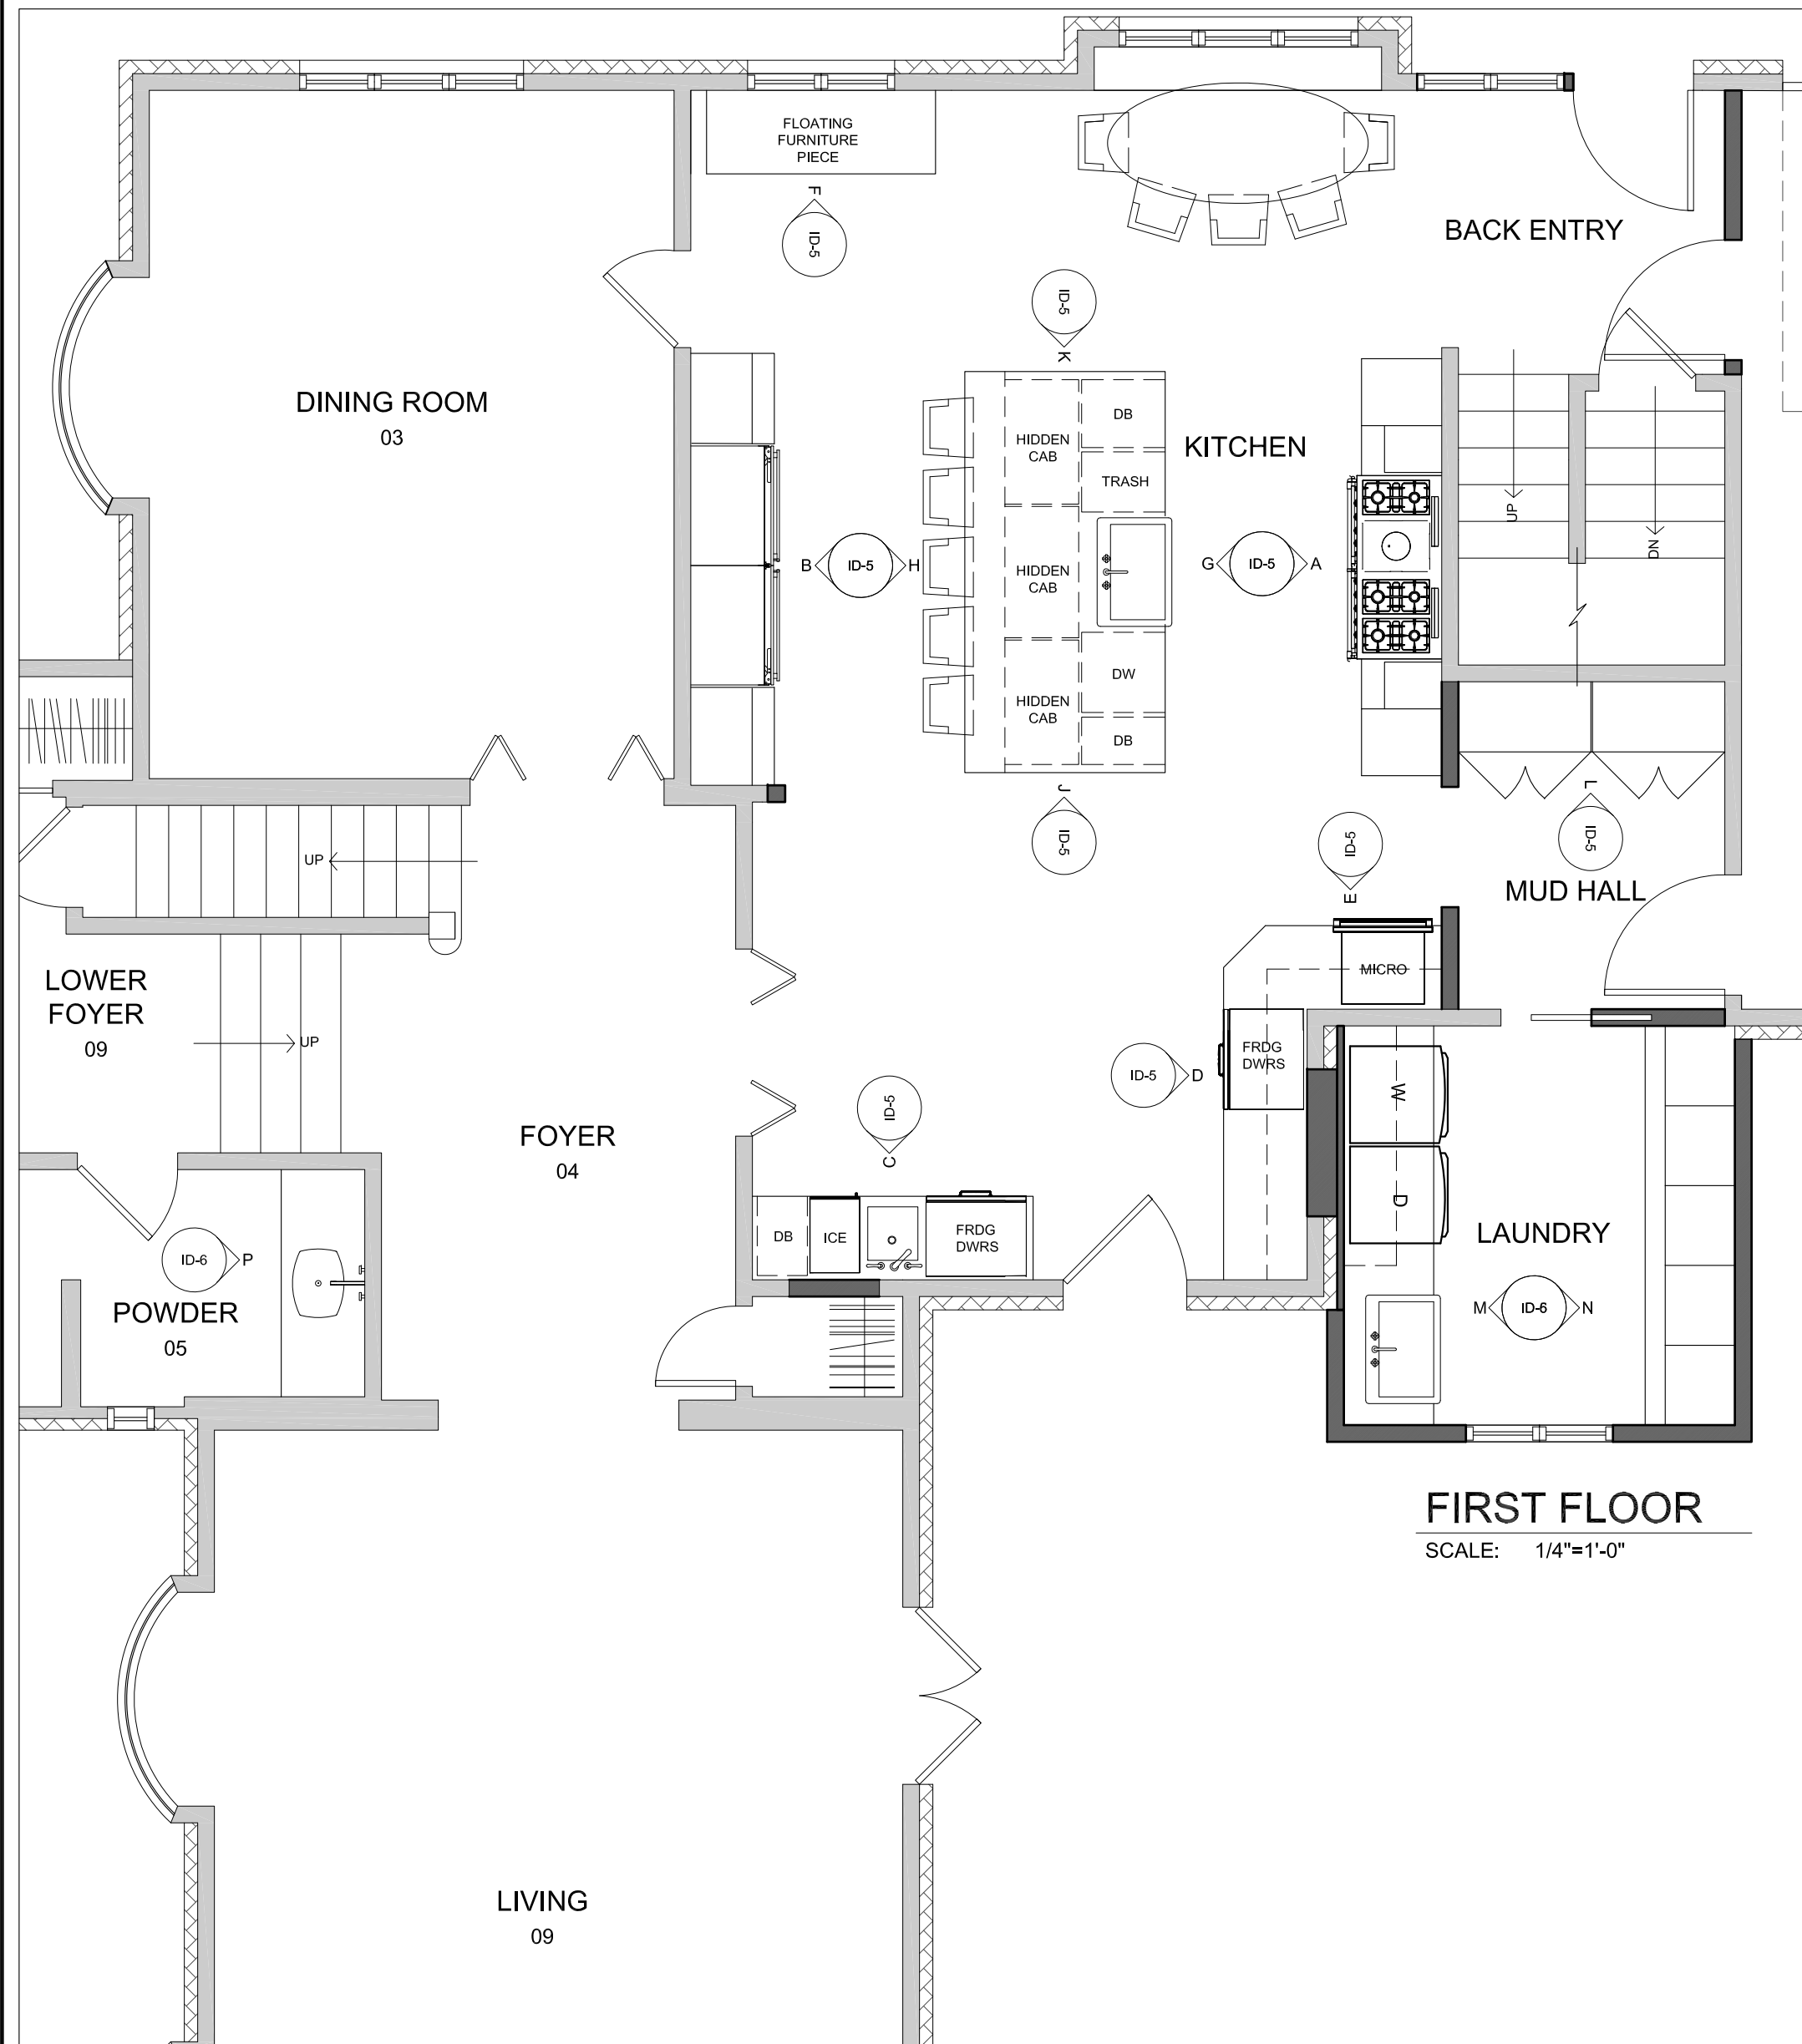 FLOATING
FURNITURE
PIECE
F
ID-5
BACK ENTRY
ID-5
K
DINING ROOM
03
HIDDEN
CAB
DB
KITCHEN
TRASH
UP
DN
B
ID-5
H
HIDDEN
CAB
G
ID-5
A
HIDDEN
CAB
DW
DB
J
ID-5
L
ID-5
ID-5
E
UP
MUD HALL
LOWER
FOYER
09
UP
MICRO
FRDG
DWRS
ID-5
D
W
D
ID-5
C
FOYER
04
DB
ICE
FRDG
DWRS
LAUNDRY
ID-6
P
POWDER
05
M
ID-6
N
FIRST FLOOR
SCALE: 1/4"=1'-0"
LIVING
09